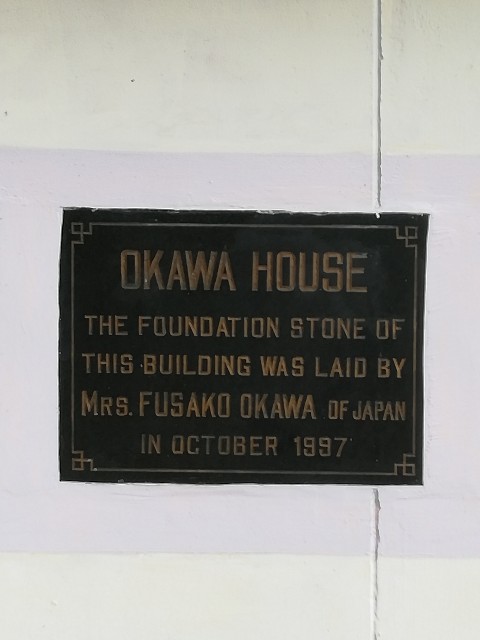 OKAWA HOUSE
THE FOUNDATION STONE OF
THIS BUILDING WAS LAID BY
MRS. FUSAKO OKAWA OF JAPAN
IN OCTOBER 1997